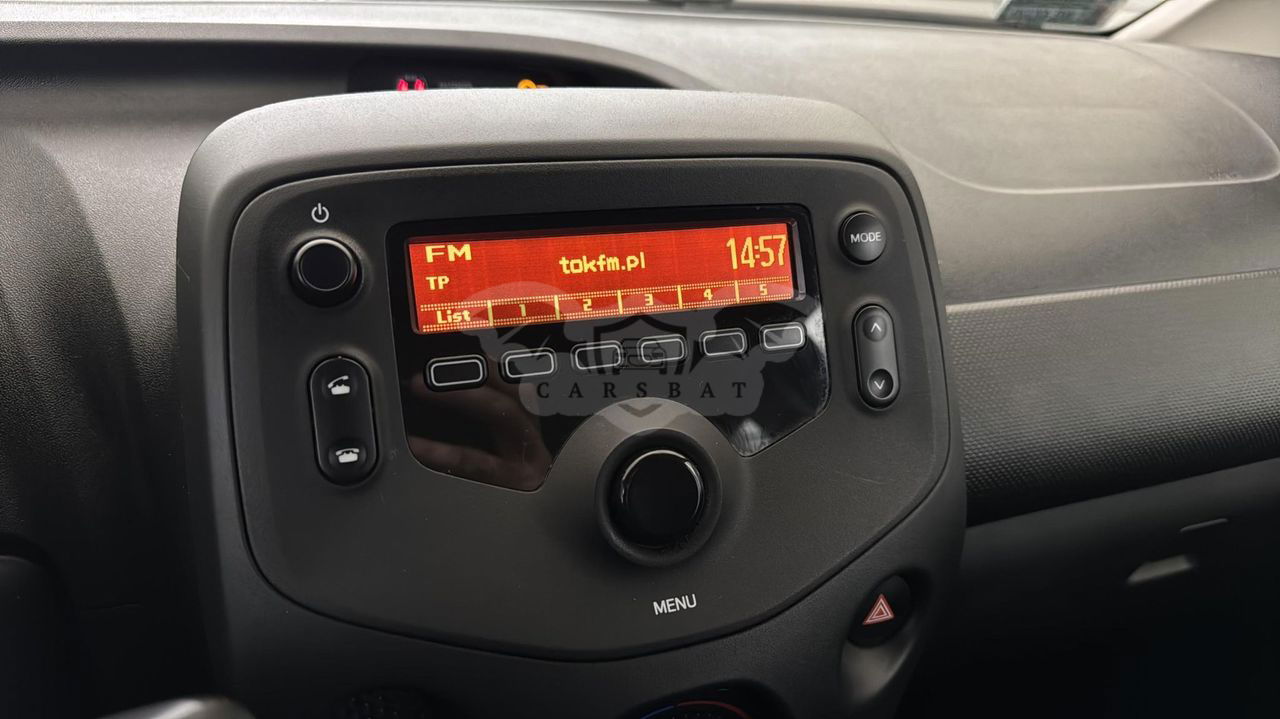 FM
tokfm.pl
14:57
TP
List 1 2 3 4 5
MODE
CARSBAT
MENU